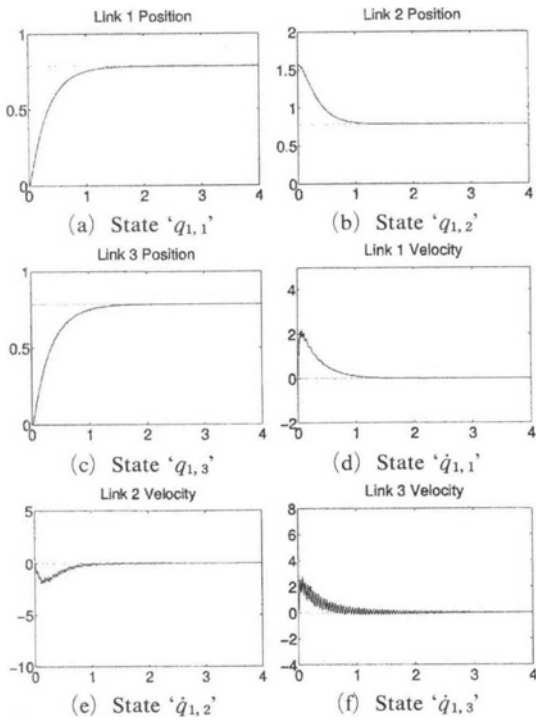 Link 1 Position
1
0.5
0
0 1 2 3 4
(a) State ‘q1,1’
Link 2 Position
2
1.5
1
0.5
0
0 1 2 3 4
(b) State ‘q1,2’
Link 3 Position
1
0.5
0
0 1 2 3 4
(c) State ‘q1,3’
Link 1 Velocity
4
2
0
-2
0 1 2 3 4
(d) State ‘q̇1,1’
Link 2 Velocity
5
0
-5
-10
0 1 2 3 4
(e) State ‘q̇1,2’
Link 3 Velocity
8
6
4
2
0
-2
-4
0 1 2 3 4
(f) State ‘q̇1,3’